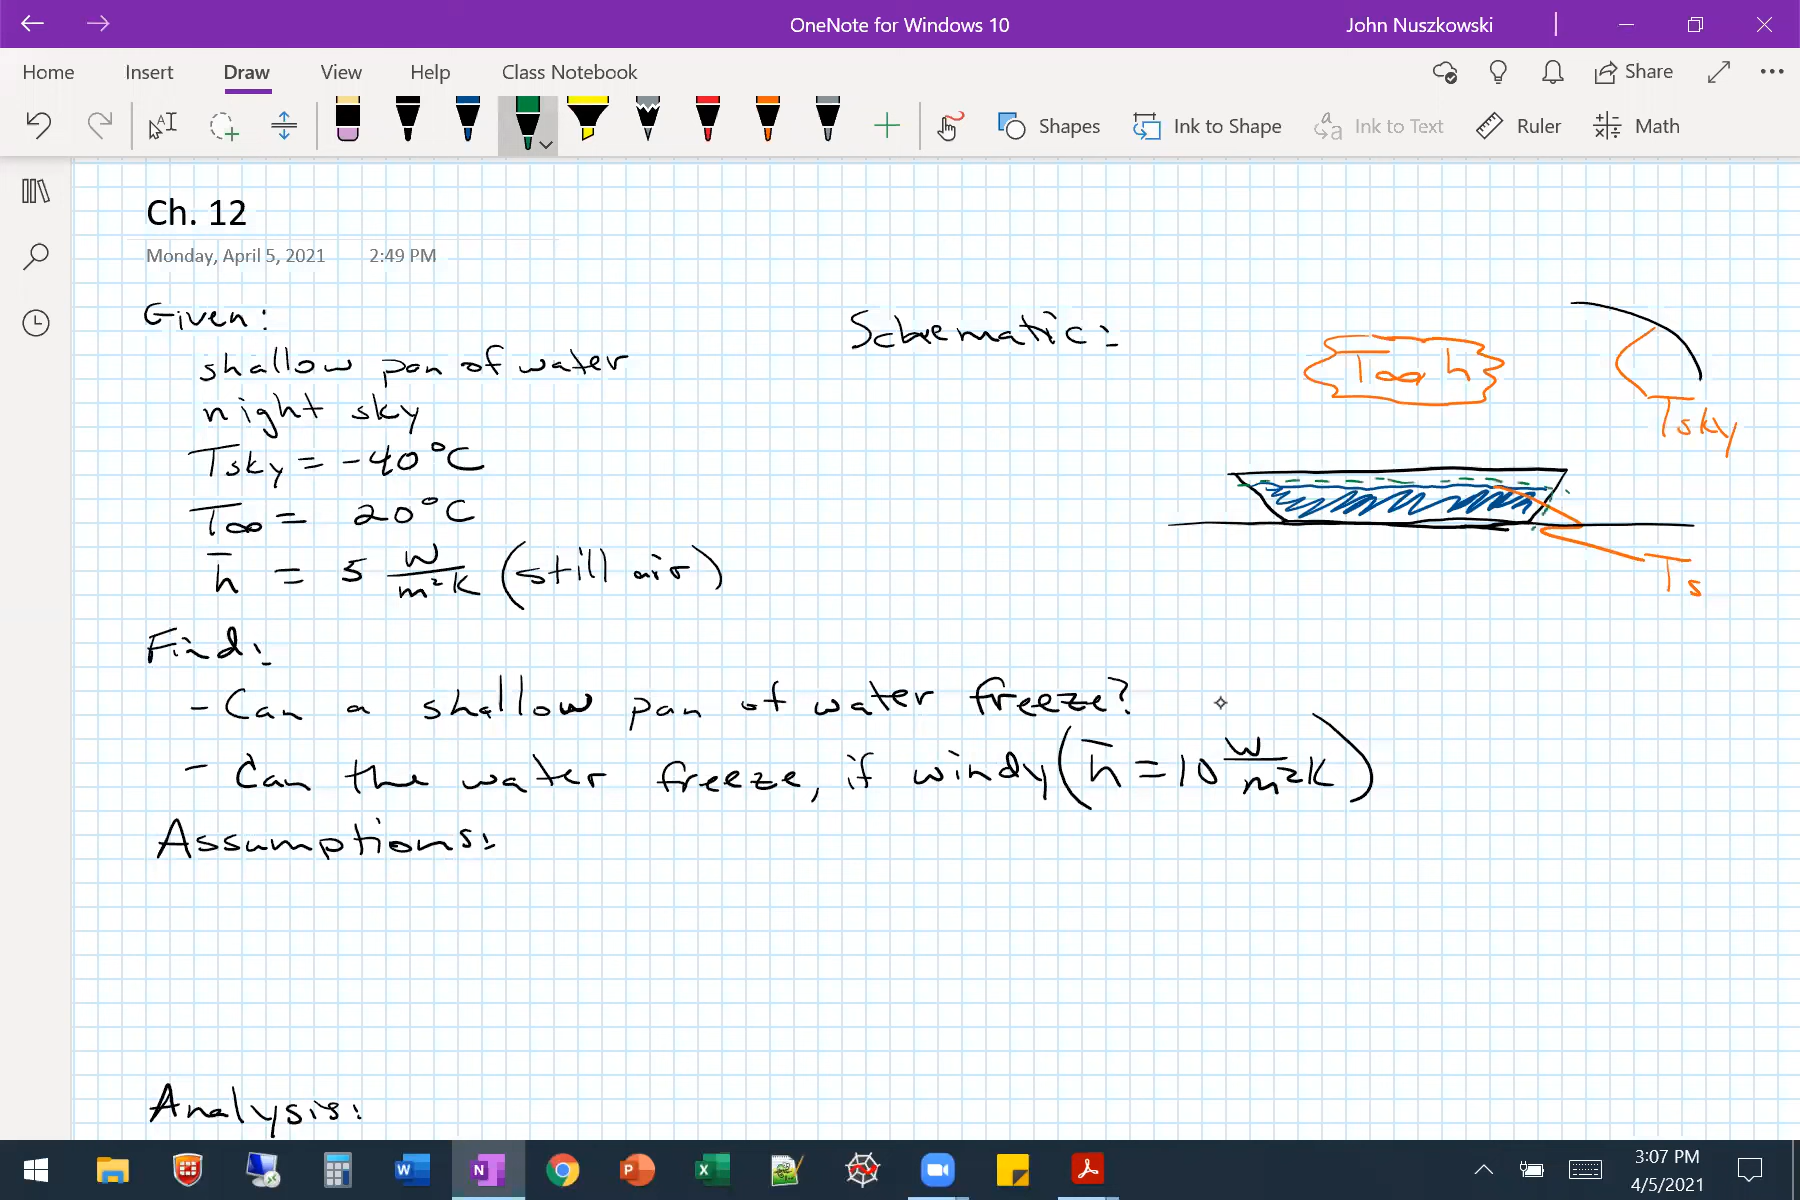 OneNote for Windows 10
John Nuszkowski
Home Insert Draw View Help Class Notebook
Share
Shapes Ink to Shape Ink to Text Ruler Math
Ch. 12
Monday, April 5, 2021 2:49 PM
Given:
shallow pan of water
night sky
Tsky = -40°C
T∞ = 20°C
h̅ = 5 W/m²K (still air)
Schematic:
T∞ h
Tsky
Ts
Find:
- Can a shallow pan of water freeze?
- Can the water freeze, if windy (h̅ = 10 W/m²K)
Assumptions:
Analysis:
3:07 PM
4/5/2021